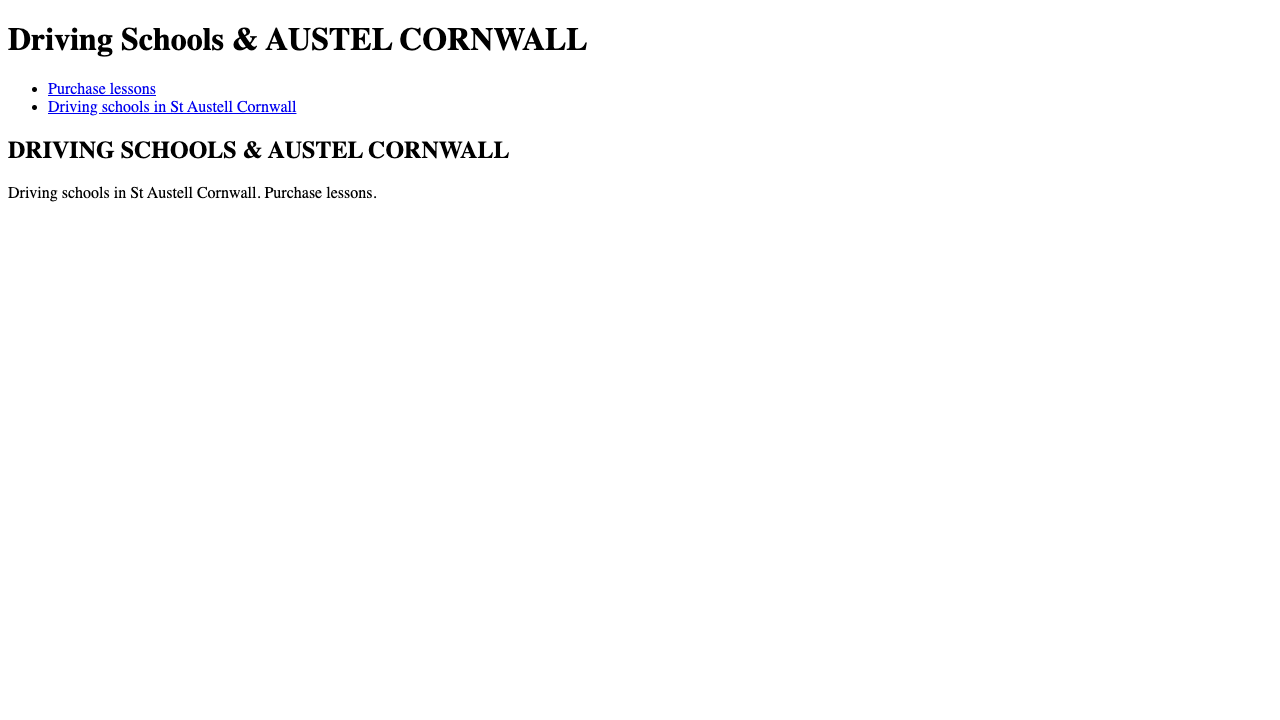 Driving Schools & AUSTEL CORNWALL
Purchase lessons
Driving schools in St Austell Cornwall
DRIVING SCHOOLS & AUSTEL CORNWALL
Driving schools in St Austell Cornwall. Purchase lessons.